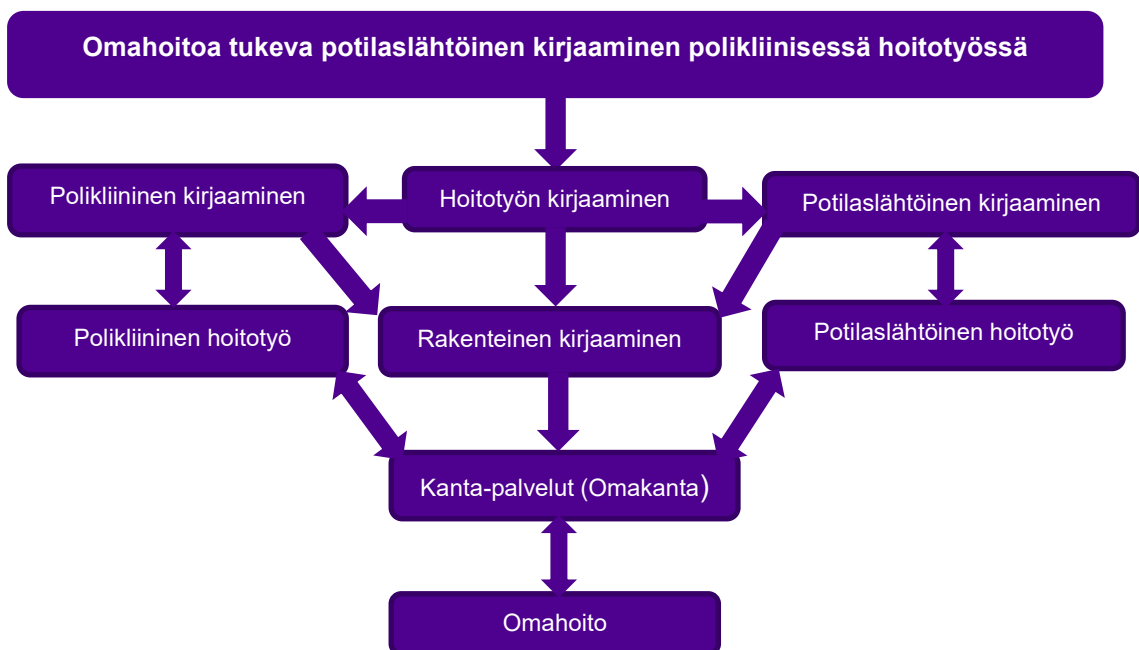 Omahoitoa tukeva potilaslähtöinen kirjaaminen polikliinisessä hoitotyössä
Polikliininen kirjaaminen
Hoitotyön kirjaaminen
Potilaslähtöinen kirjaaminen
Polikliininen hoitotyö
Rakenteinen kirjaaminen
Potilaslähtöinen hoitotyö
Kanta-palvelut (Omakanta)
Omahoito